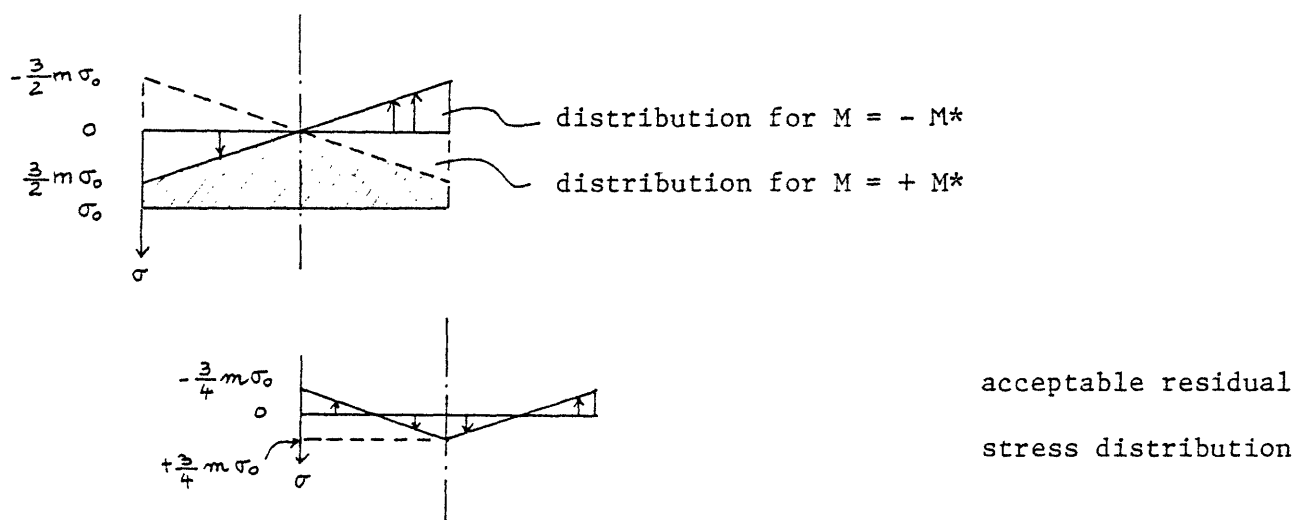 -3/2 m σ₀
0
3/2 m σ₀
σ₀
σ
distribution for M = - M*
distribution for M = + M*
-3/4 m σ₀
0
+3/4 m σ₀
σ
acceptable residual
stress distribution